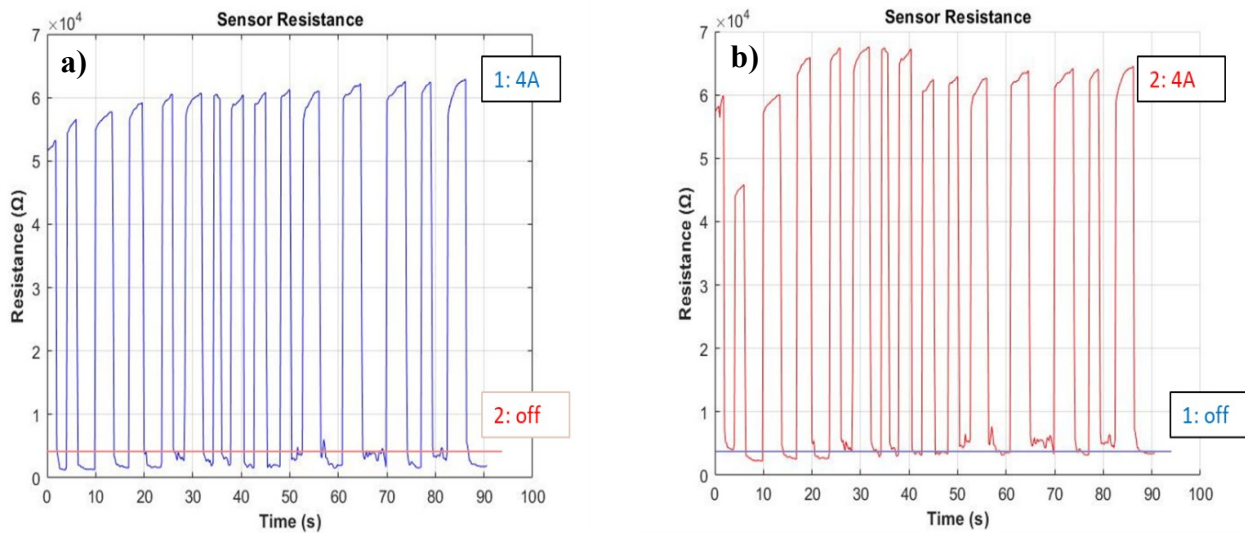 Sensor Resistance
×10⁴
a)
1: 4A
7
6
5
4
3
2
1
0
Resistance (Ω)
2: off
0 10 20 30 40 50 60 70 80 90 100
Time (s)
Sensor Resistance
×10⁴
b)
2: 4A
7
6
5
4
3
2
1
0
Resistance (Ω)
1: off
0 10 20 30 40 50 60 70 80 90 100
Time (s)